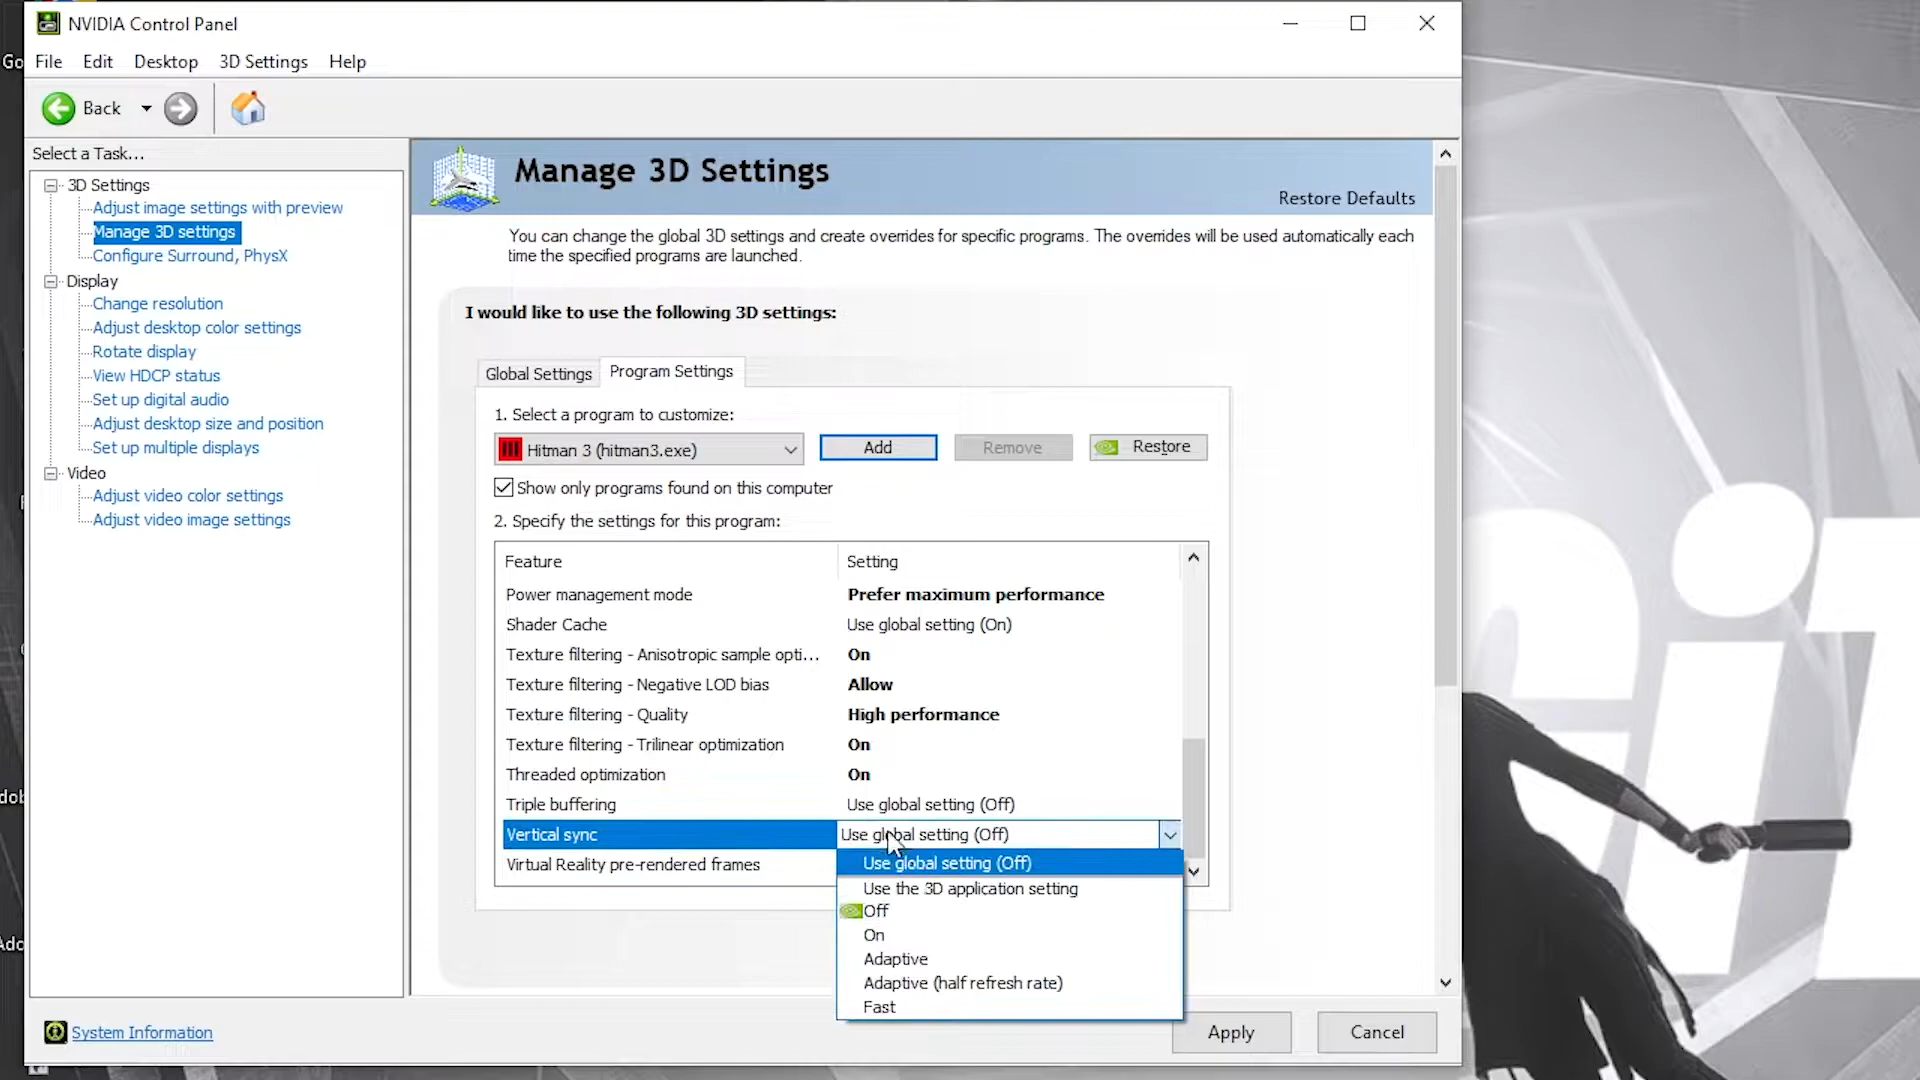 NVIDIA Control Panel
File Edit Desktop 3D Settings Help
Back
Select a Task...
3D Settings
Adjust image settings with preview
Manage 3D settings
Configure Surround, PhysX
Display
Change resolution
Adjust desktop color settings
Rotate display
View HDCP status
Set up digital audio
Adjust desktop size and position
Set up multiple displays
Video
Adjust video color settings
Adjust video image settings
System Information
Manage 3D Settings
Restore Defaults
You can change the global 3D settings and create overrides for specific programs. The overrides will be used automatically each
time the specified programs are launched.
I would like to use the following 3D settings:
Global Settings Program Settings
1. Select a program to customize:
Hitman 3 (hitman3.exe) Add Remove Restore
Show only programs found on this computer
2. Specify the settings for this program:
Feature Setting
Power management mode Prefer maximum performance
Shader Cache Use global setting (On)
Texture filtering - Anisotropic sample opti... On
Texture filtering - Negative LOD bias Allow
Texture filtering - Quality High performance
Texture filtering - Trilinear optimization On
Threaded optimization On
Triple buffering Use global setting (Off)
Vertical sync Use global setting (Off)
Virtual Reality pre-rendered frames
Use global setting (Off)
Use the 3D application setting
Off
On
Adaptive
Adaptive (half refresh rate)
Fast
Apply Cancel